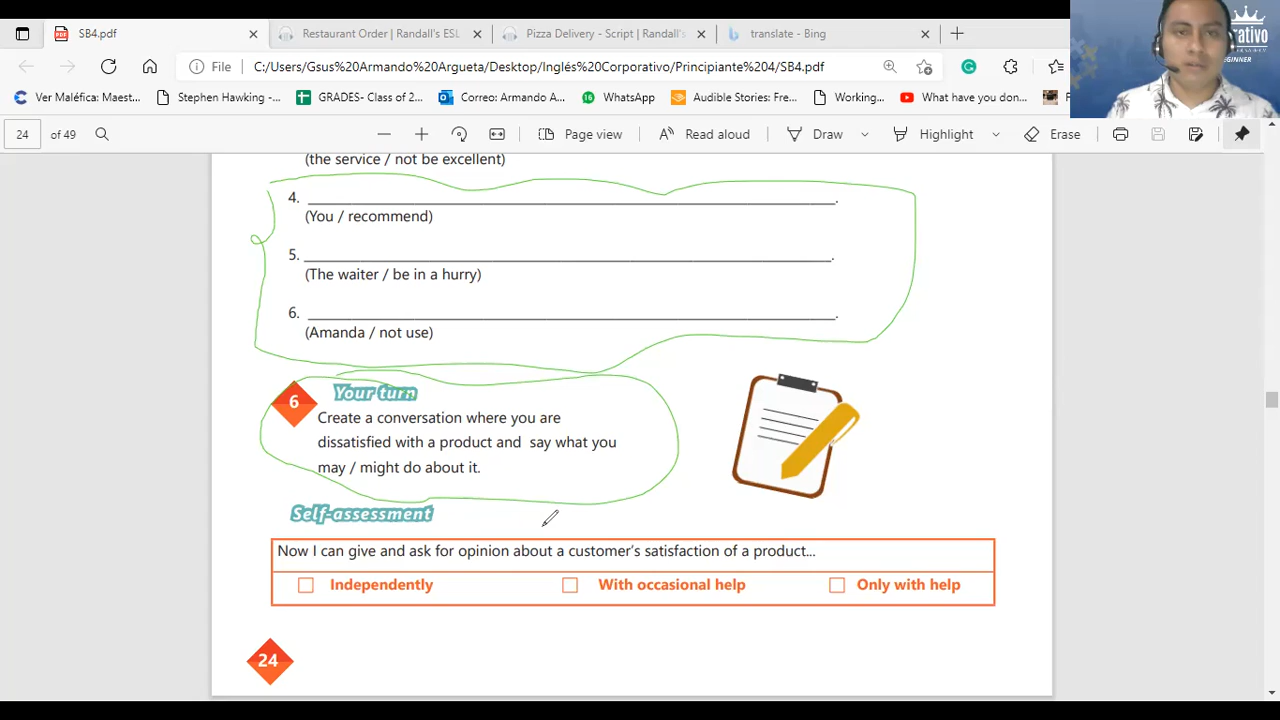 SB4.pdf
Restaurant Order | Randall's ESL
Pizza Delivery - Script | Randall's
translate - Bing
File
C:/Users/Gsus%20Armando%20Argueta/Desktop/Inglés%20Corporativo/Principiante%204/SB4.pdf
Ver Maléfica: Maest...
Stephen Hawking -...
GRADES- Class of 2...
Correo: Armando A...
16
WhatsApp
Audible Stories: Fre...
Working...
What have you don...
24 of 49
Page view
Read aloud
Draw
Highlight
Erase
(the service / not be excellent)
4. ______.
(You / recommend)
5. ______.
(The waiter / be in a hurry)
6. ______.
(Amanda / not use)
6
Your turn
Create a conversation where you are
dissatisfied with a product and say what you
may / might do about it.
Self-assessment
Now I can give and ask for opinion about a customer's satisfaction of a product...
Independently
With occasional help
Only with help
24